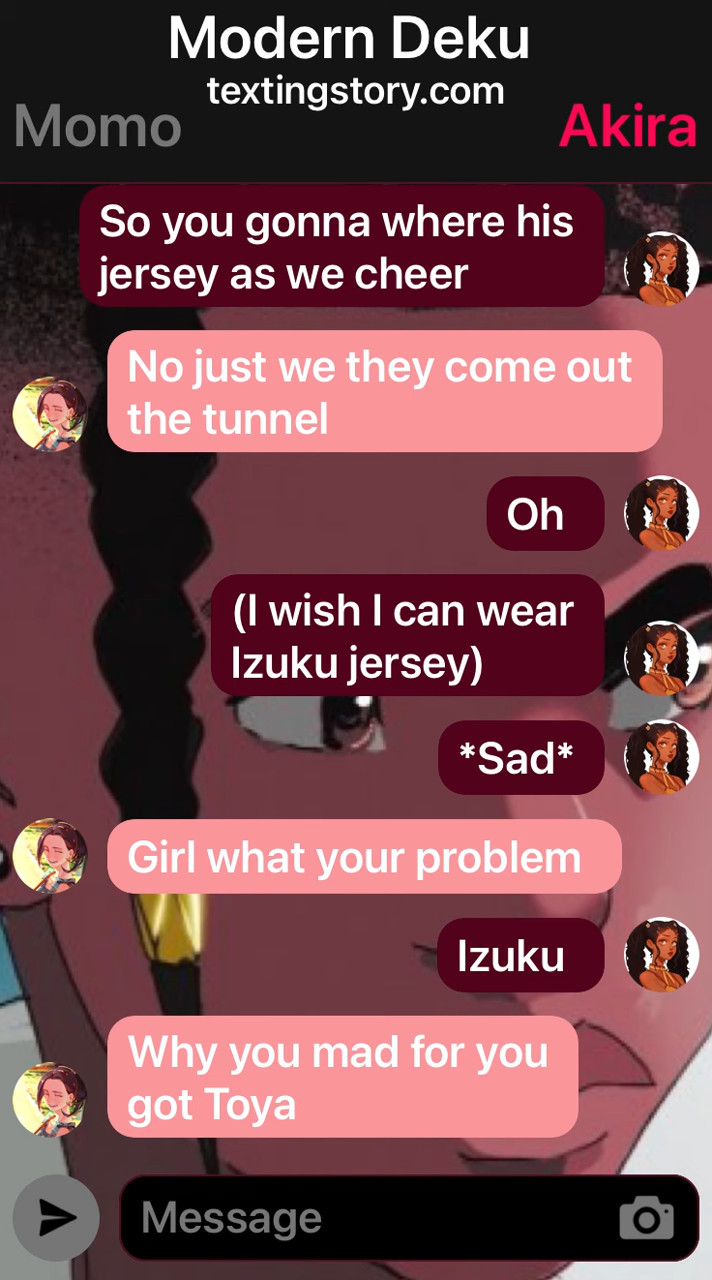 Modern Deku
textingstory.com
Momo
Akira
So you gonna where his
jersey as we cheer
No just we they come out
the tunnel
Oh
(I wish I can wear
Izuku jersey)
*Sad*
Girl what your problem
Izuku
Why you mad for you
got Toya
Message